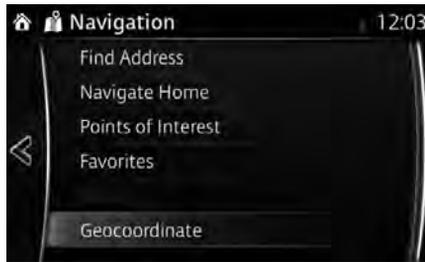 Navigation 12:03
Find Address
Navigate Home
Points of Interest
Favorites
Geocoordinate